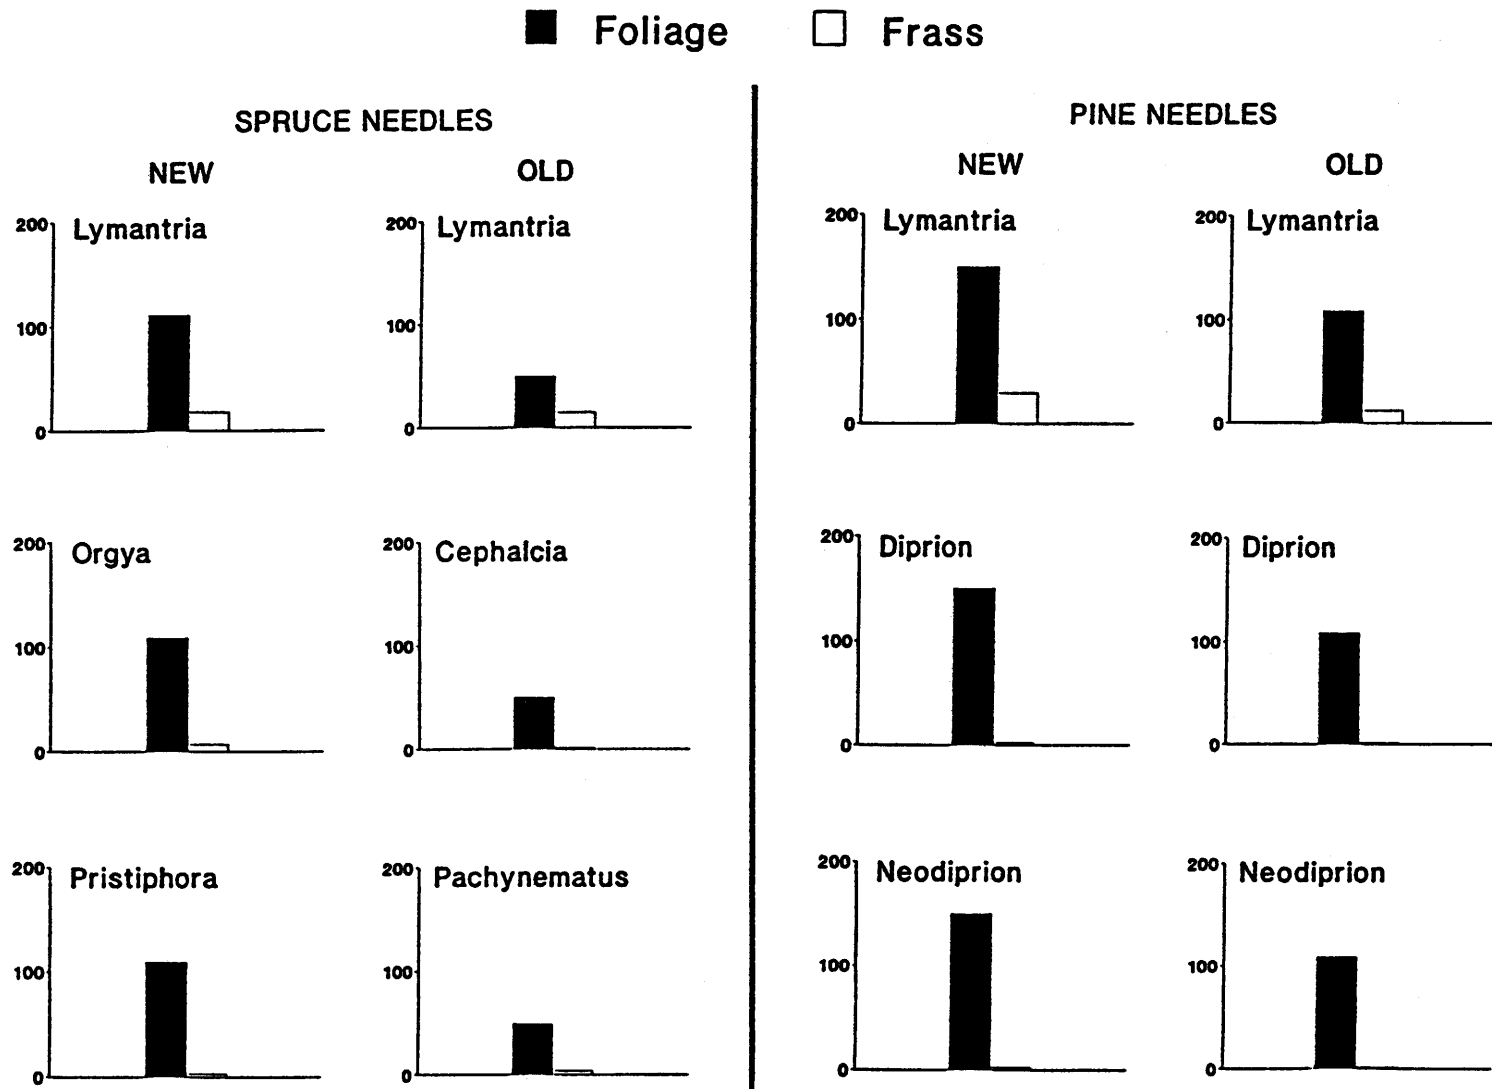 Foliage Frass
SPRUCE NEEDLES
NEW OLD
PINE NEEDLES
NEW OLD
200 Lymantria
100
0
200 Lymantria
100
0
200 Lymantria
100
0
200 Lymantria
100
0
200 Orgya
100
0
200 Cephalcia
100
0
200 Diprion
100
0
200 Diprion
100
0
200 Pristiphora
100
0
200 Pachynematus
100
0
200 Neodiprion
100
0
200 Neodiprion
100
0